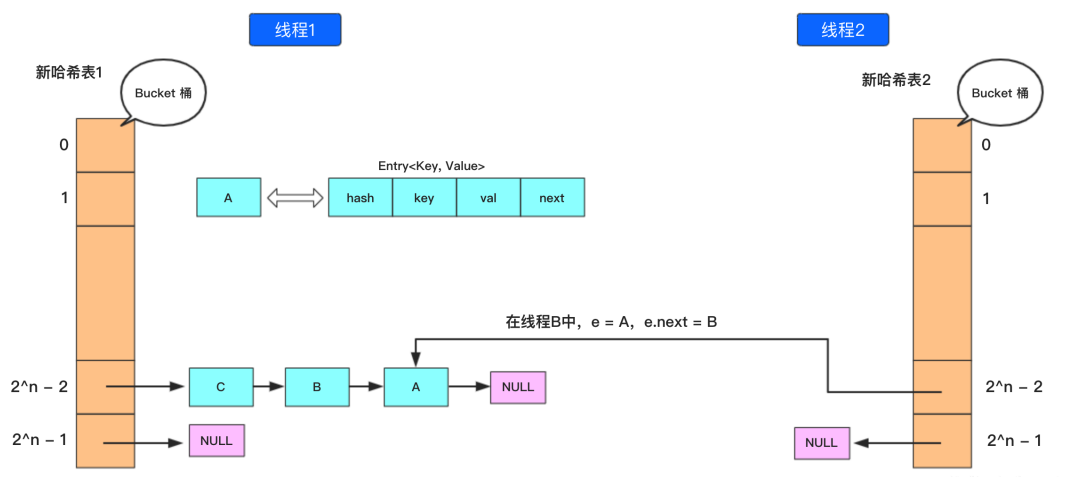 线程1
线程2
新哈希表1
新哈希表2
Bucket 桶
Bucket 桶
0
0
Entry<Key, Value>
1
A
hash
key
val
next
1
在线程B中，e = A，e.next = B
2^n – 2
C
B
A
NULL
2^n – 2
2^n – 1
NULL
NULL
2^n – 1